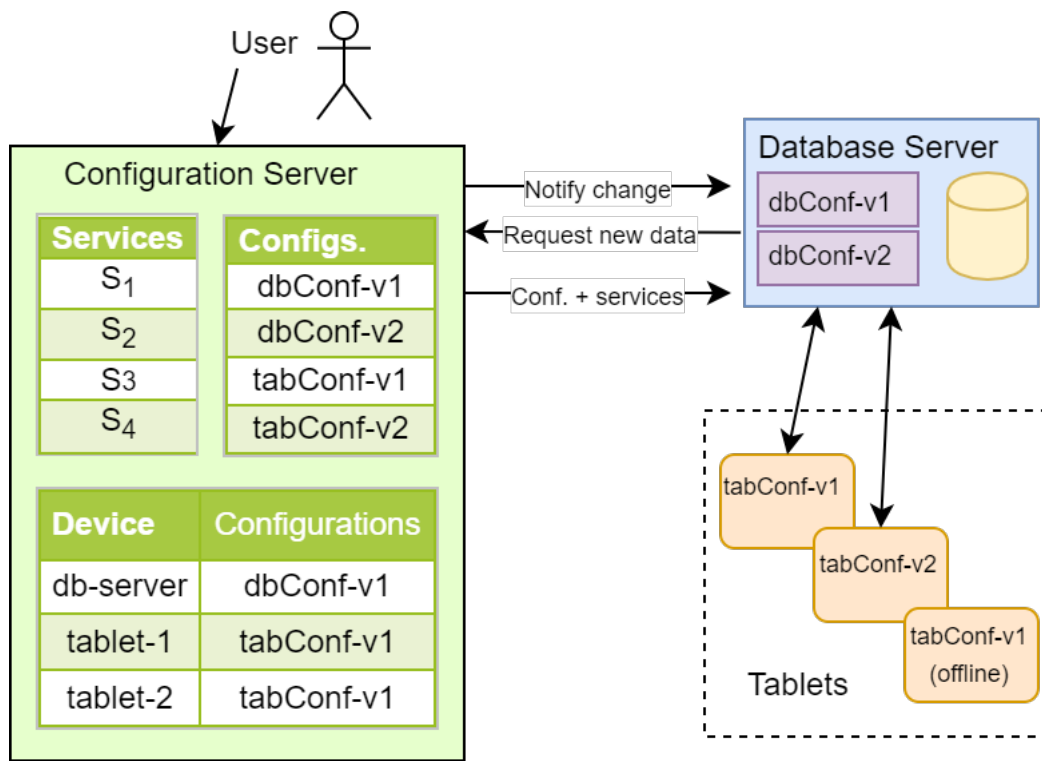 User
Configuration Server
Services
S1
S2
S3
S4
Configs.
dbConf-v1
dbConf-v2
tabConf-v1
tabConf-v2
Device Configurations
db-server dbConf-v1
tablet-1 tabConf-v1
tablet-2 tabConf-v1
Notify change
Request new data
Conf. + services
Database Server
dbConf-v1
dbConf-v2
tabConf-v1
tabConf-v2
tabConf-v1
(offline)
Tablets